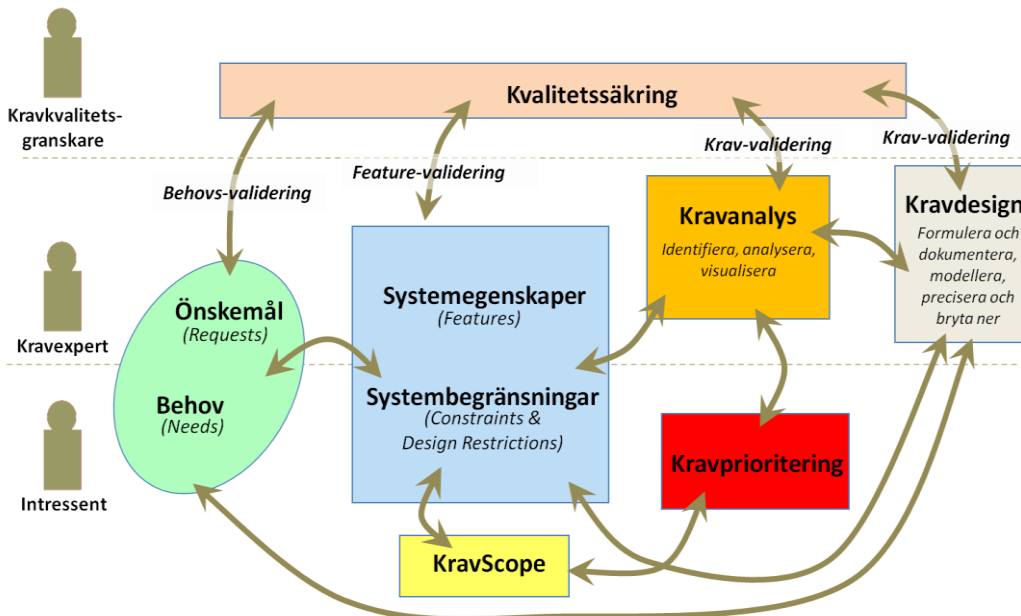 Kravkvalitets-
granskare
Kvalitetssäkring
Behovs-validering
Feature-validering
Krav-validering
Krav-validering
Kravexpert
Önskemål
(Requests)
Behov
(Needs)
Systemegenskaper
(Features)
Systembegränsningar
(Constraints &
Design Restrictions)
Kravanalys
Identifiera, analysera,
visualisera
Kravdesign
Formulera och
dokumentera,
modellera,
precisera och
bryta ner
Intressent
Kravprioritering
KravScope